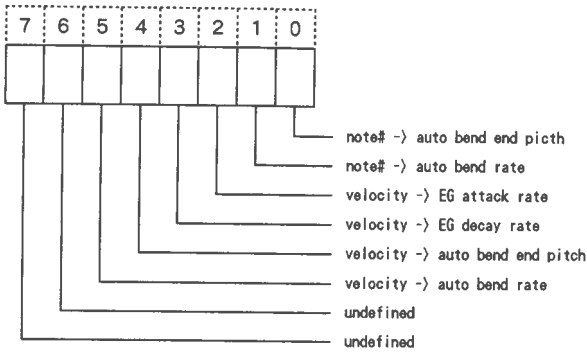 7 6 5 4 3 2 1 0
note# -> auto bend end picth
note# -> auto bend rate
velocity -> EG attack rate
velocity -> EG decay rate
velocity -> auto bend end pitch
velocity -> auto bend rate
undefined
undefined